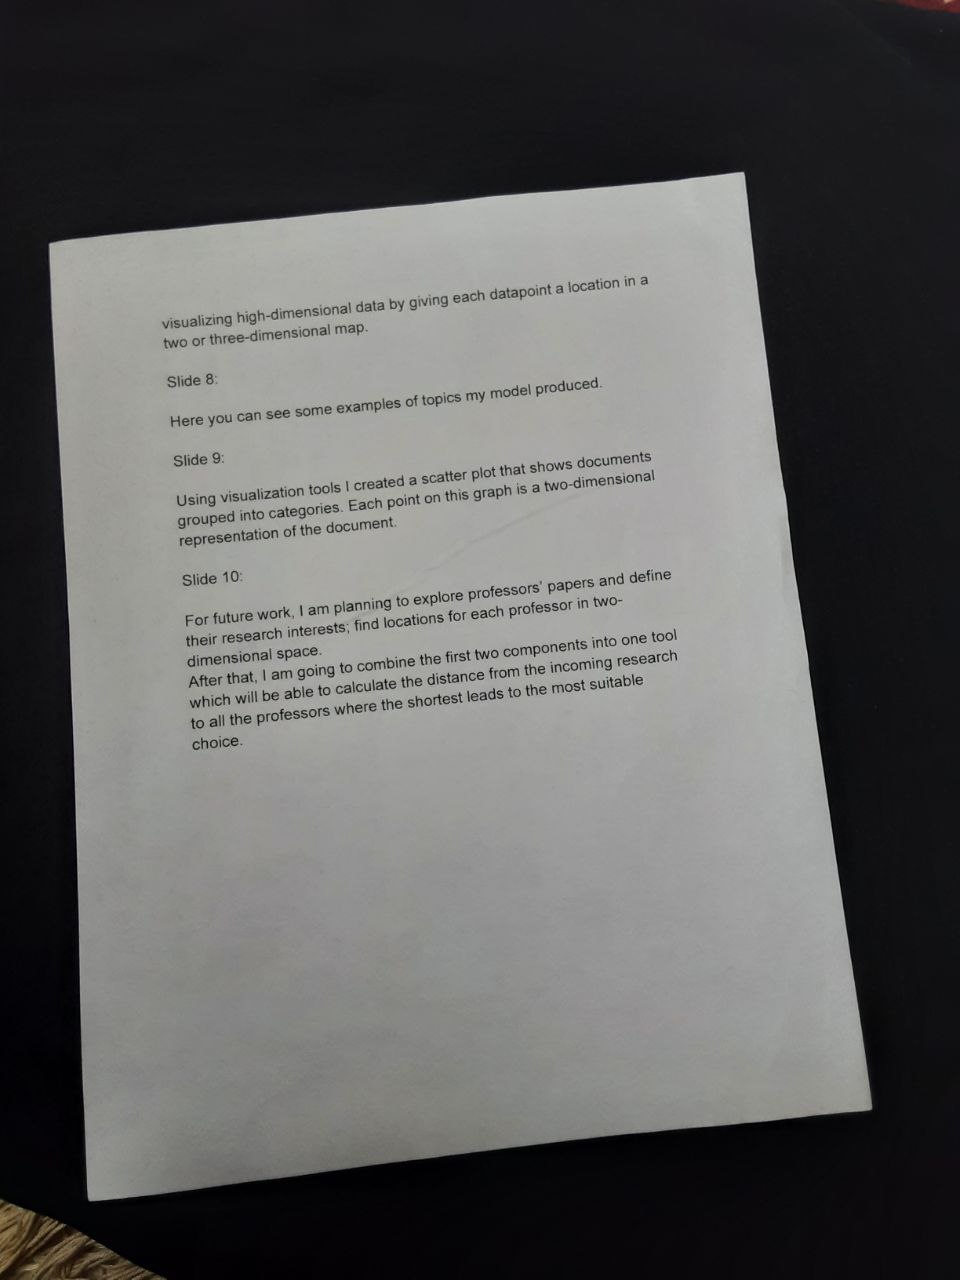 visualizing high-dimensional data by giving each datapoint a location in a
two or three-dimensional map.
Slide 8:
Here you can see some examples of topics my model produced.
Slide 9:
Using visualization tools I created a scatter plot that shows documents
grouped into categories. Each point on this graph is a two-dimensional
representation of the document.
Slide 10:
For future work, I am planning to explore professors' papers and define
their research interests; find locations for each professor in two-
dimensional space.
After that, I am going to combine the first two components into one tool
which will be able to calculate the distance from the incoming research
to all the professors where the shortest leads to the most suitable
choice.